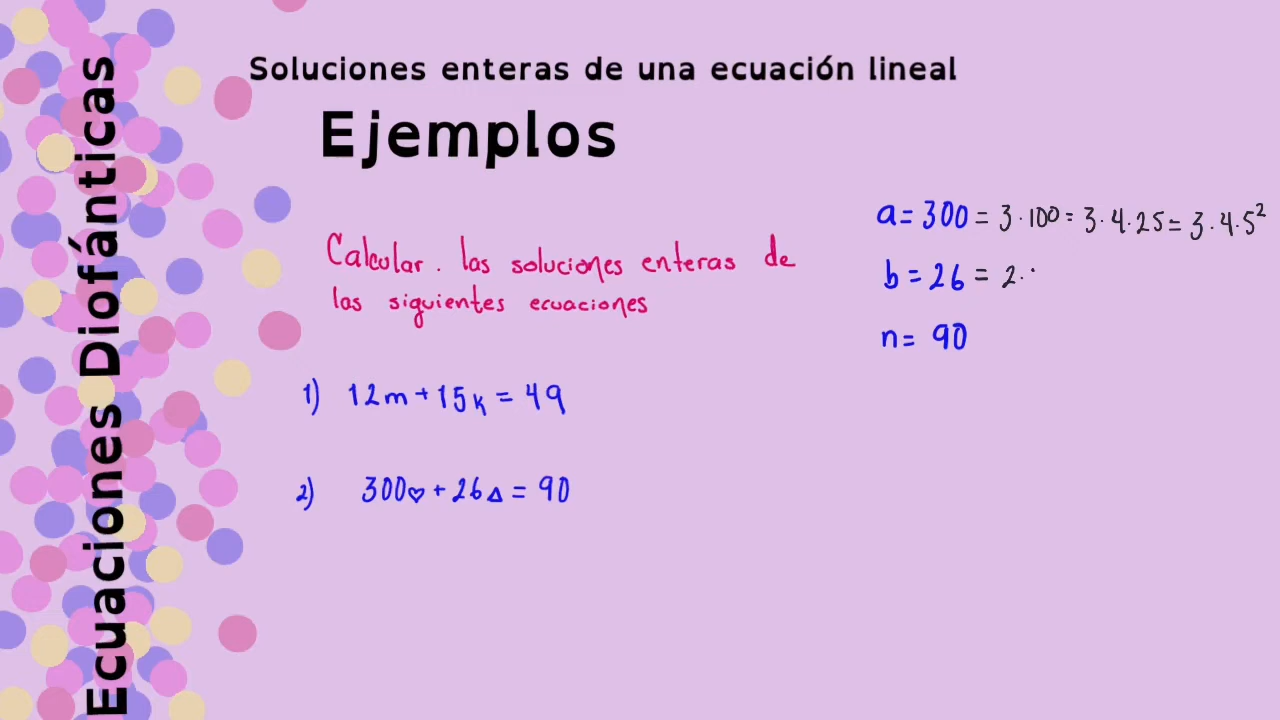 Ecuaciones Diofánticas
Soluciones enteras de una ecuación lineal
Ejemplos
Calcular. las soluciones enteras de
las siguientes ecuaciones
1) 12m + 15k = 49
2) 300♡ + 26△ = 90
a = 300 = 3·100 = 3·4·25 = 3·4·5²
b = 26 = 2·
n = 90